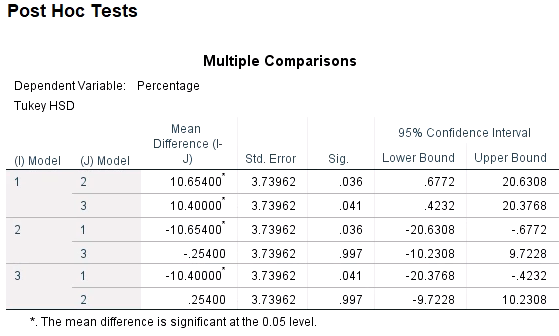 Post Hoc Tests
Multiple Comparisons
Dependent Variable: Percentage
Tukey HSD
(I) Model (J) Model Mean Difference (I-J) Std. Error Sig. 95% Confidence Interval
Lower Bound Upper Bound
1 2 10.65400* 3.73962 .036 .6772 20.6308
3 10.40000* 3.73962 .041 .4232 20.3768
2 1 -10.65400* 3.73962 .036 -20.6308 -.6772
3 -.25400 3.73962 .997 -10.2308 9.7228
3 1 -10.40000* 3.73962 .041 -20.3768 -.4232
2 .25400 3.73962 .997 -9.7228 10.2308
*. The mean difference is significant at the 0.05 level.